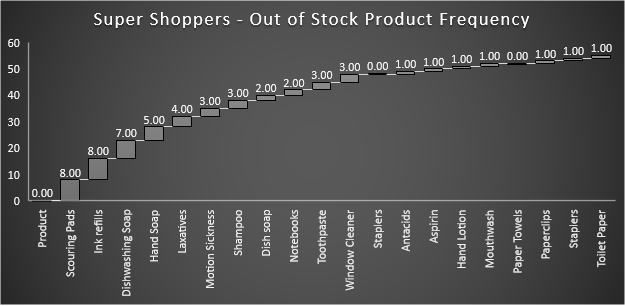 Super Shoppers - Out of Stock Product Frequency
60
50
40
30
20
10
0
0.00
8.00
8.00
7.00
5.00
4.00
3.00
3.00
2.00
2.00
3.00
3.00
0.00
1.00
1.00
1.00
1.00
0.00
1.00
1.00
1.00
Product
Scouring Pads
Ink refills
Dishwashing Soap
Hand Soap
Laxatives
Motion Sickness
Shampoo
Dish soap
Notebooks
Toothpaste
Window Cleaner
Staplers
Antacids
Aspirin
Hand Lotion
Mouthwash
Paper Towels
Paperclips
Staplers
Toilet Paper